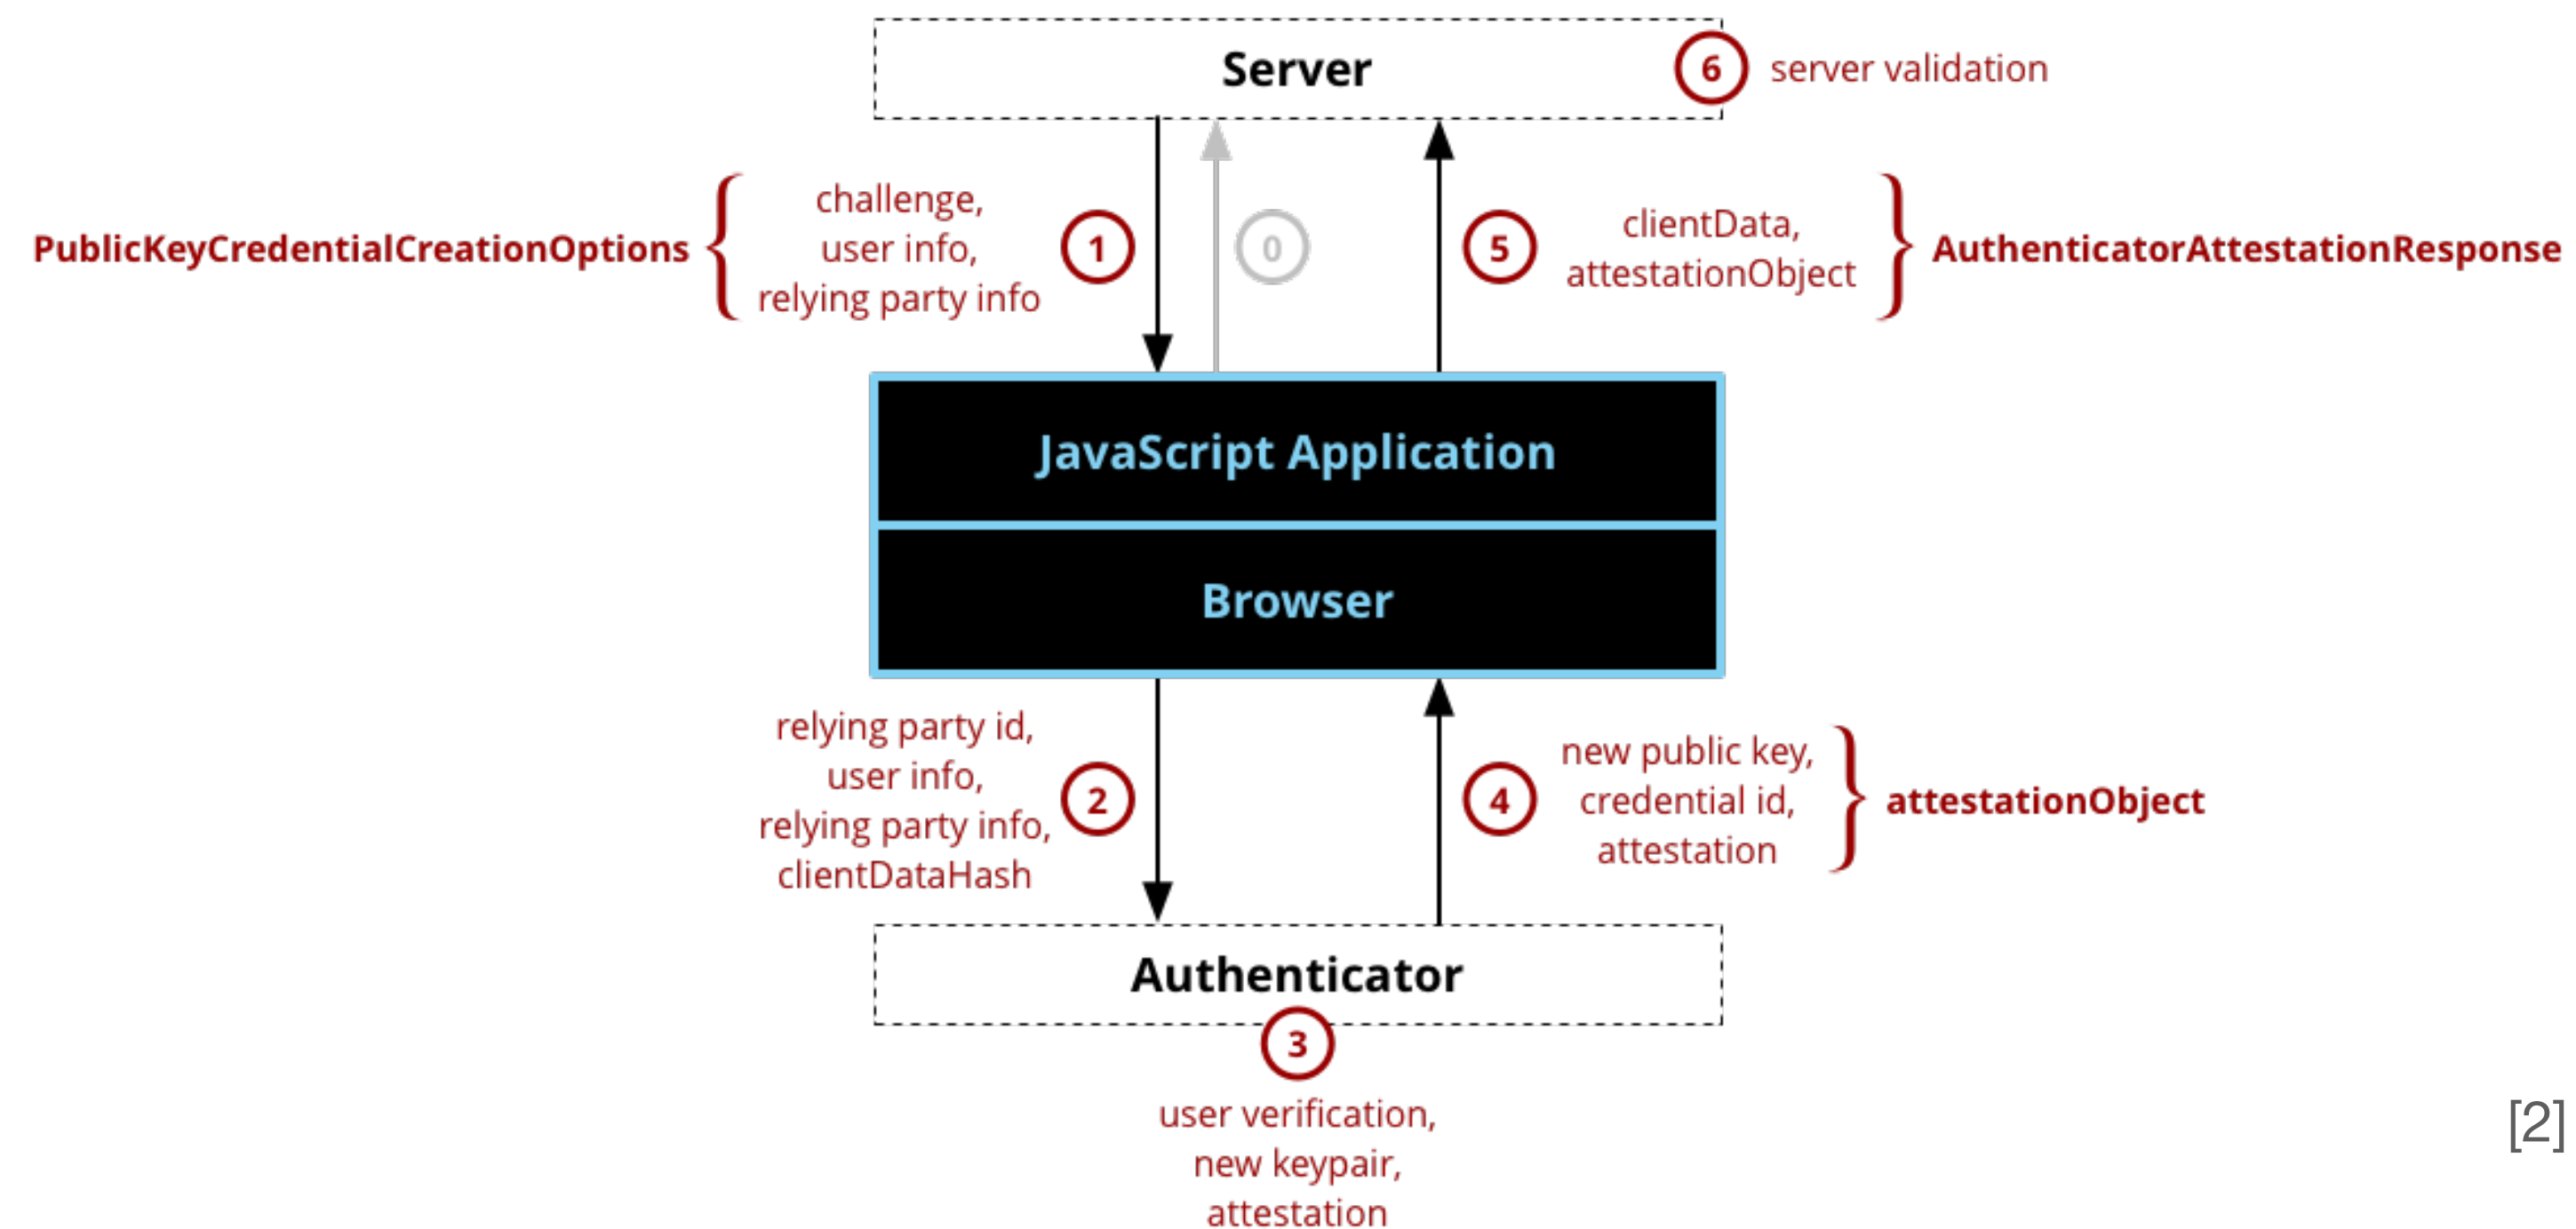 Server
6
server validation
PublicKeyCredentialCreationOptions
challenge,
user info,
relying party info
1
0
5
clientData,
attestationObject
AuthenticatorAttestationResponse
JavaScript Application
Browser
relying party id,
user info,
relying party info,
clientDataHash
2
4
new public key,
credential id,
attestation
attestationObject
Authenticator
3
user verification,
new keypair,
attestation
[2]